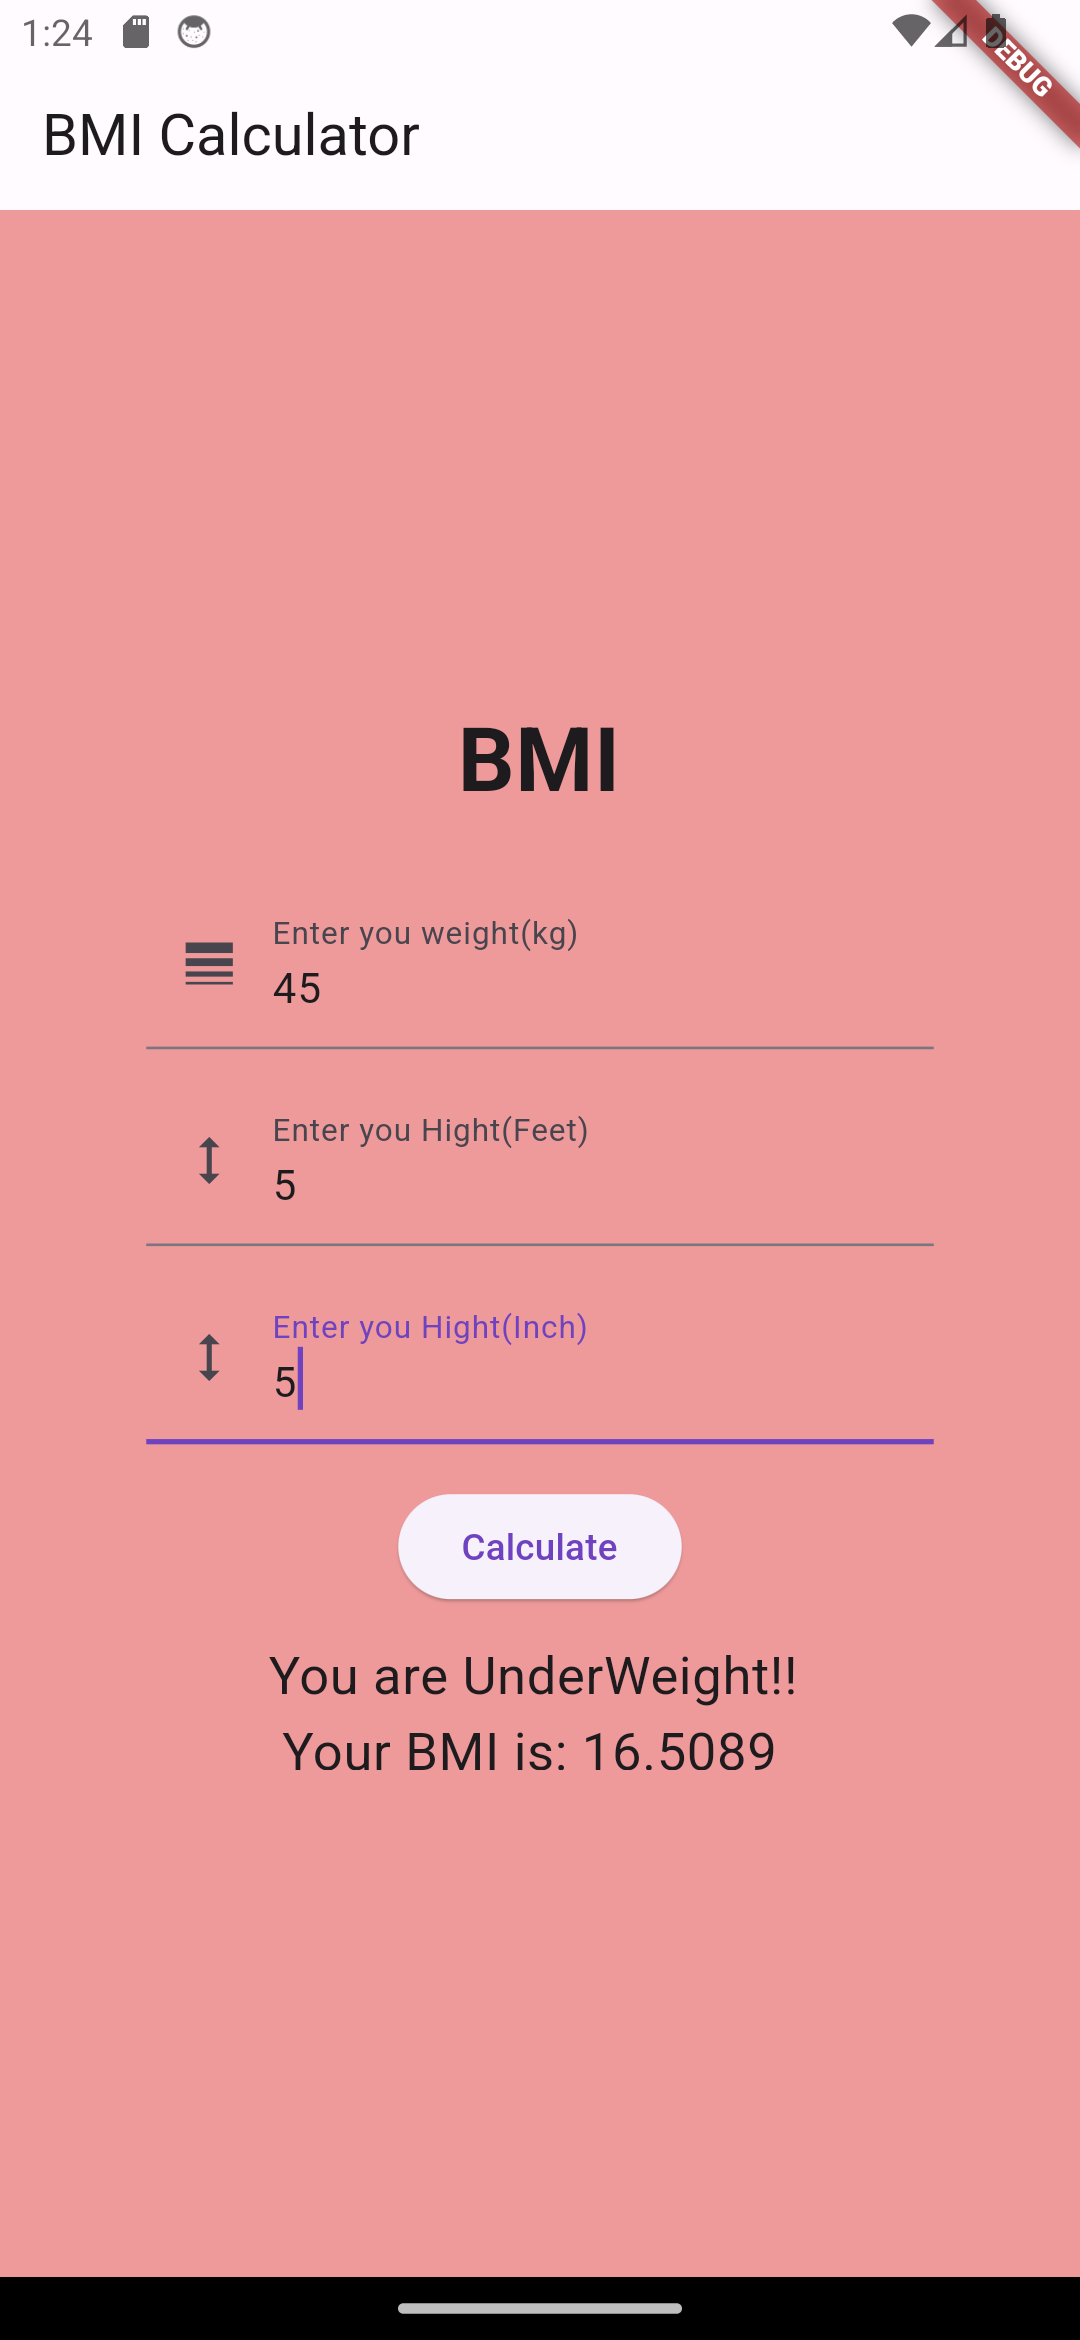 1:24
DEBUG
BMI Calculator
BMI
Enter you weight(kg)
45
Enter you Hight(Feet)
5
Enter you Hight(Inch)
5
Calculate
You are UnderWeight!!
Your BMI is: 16.5089